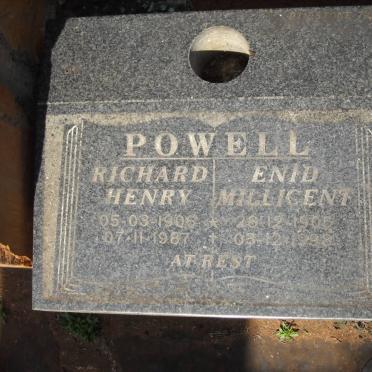 POWELL
RICHARD ENID
HENRY MILLICENT
05-03-1906
07-11-1987
AT REST